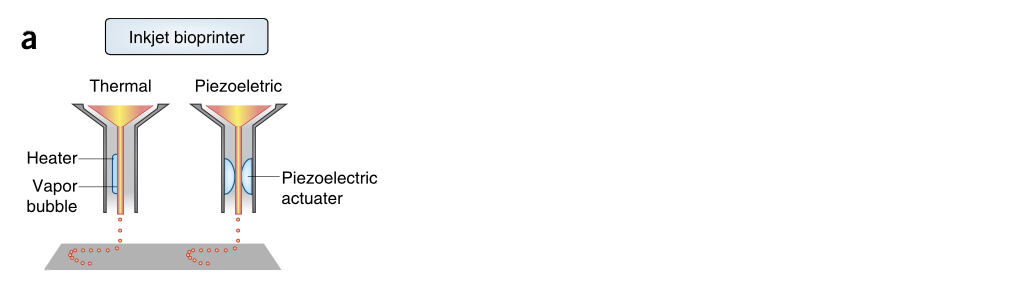 a
Inkjet bioprinter
Thermal
Piezoeletric
Heater
Vapor
bubble
Piezoelectric
actuater